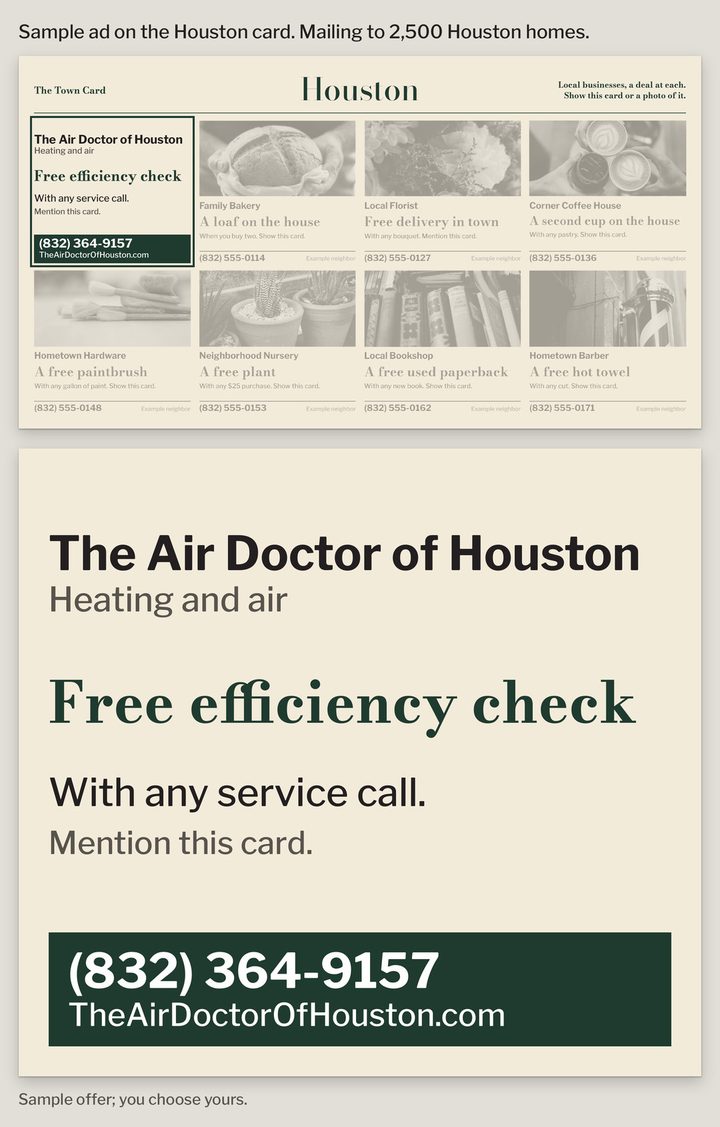 Sample ad on the Houston card. Mailing to 2,500 Houston homes.
The Town Card
Houston
Local businesses, a deal at each.
Show this card or a photo of it.
The Air Doctor of Houston
Heating and air
Free efficiency check
With any service call.
Mention this card.
(832) 364-9157
TheAirDoctorOfHouston.com
Family Bakery
A loaf on the house
When you buy two. Show this card.
(832) 555-0114
Example neighbor
Local Florist
Free delivery in town
With any bouquet. Mention this card.
(832) 555-0127
Example neighbor
Corner Coffee House
A second cup on the house
With any pastry. Show this card.
(832) 555-0136
Example neighbor
Hometown Hardware
A free paintbrush
With any gallon of paint. Show this card.
(832) 555-0148
Example neighbor
Neighborhood Nursery
A free plant
With any $25 purchase. Show this card.
(832) 555-0153
Example neighbor
Local Bookshop
A free used paperback
With any new book. Show this card.
(832) 555-0162
Example neighbor
Hometown Barber
A free hot towel
With any cut. Show this card.
(832) 555-0171
Example neighbor
The Air Doctor of Houston
Heating and air
Free efficiency check
With any service call.
Mention this card.
(832) 364-9157
TheAirDoctorOfHouston.com
Sample offer; you choose yours.